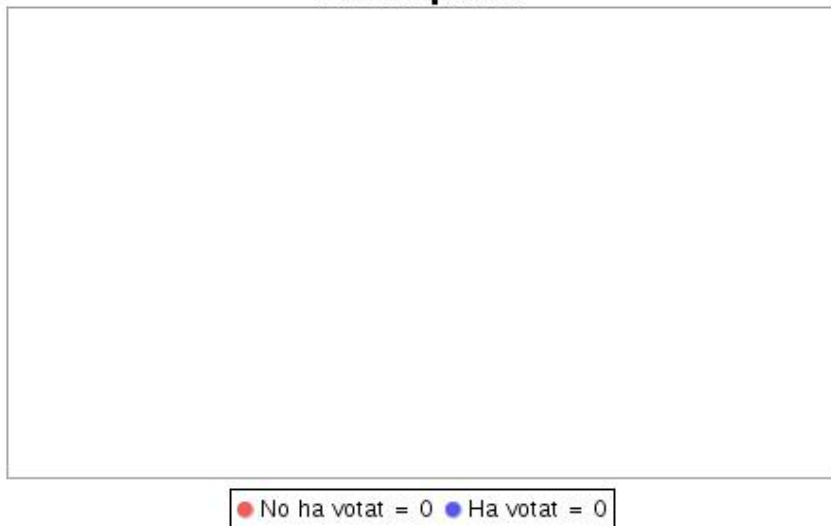 No ha votat = 0 Ha votat = 0